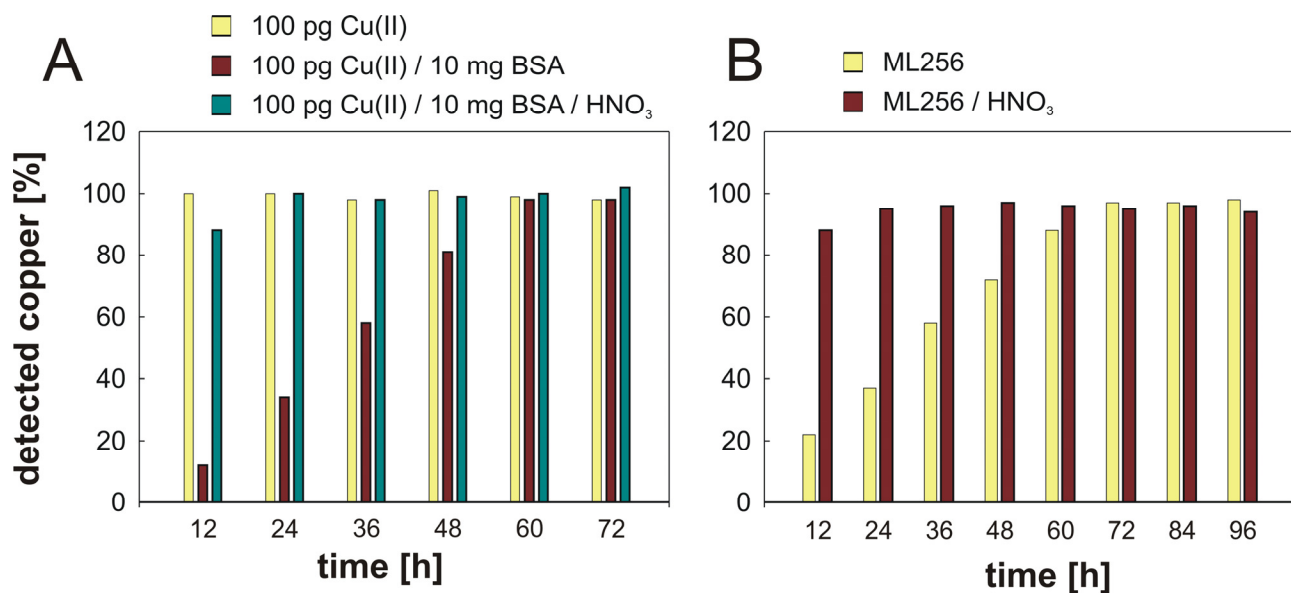 A
100 pg Cu(II)
100 pg Cu(II) / 10 mg BSA
100 pg Cu(II) / 10 mg BSA / HNO₃
detected copper [%]
120
100
80
60
40
20
0
12 24 36 48 60 72
time [h]
B
ML256
ML256 / HNO₃
120
100
80
60
40
20
0
12 24 36 48 60 72 84 96
time [h]